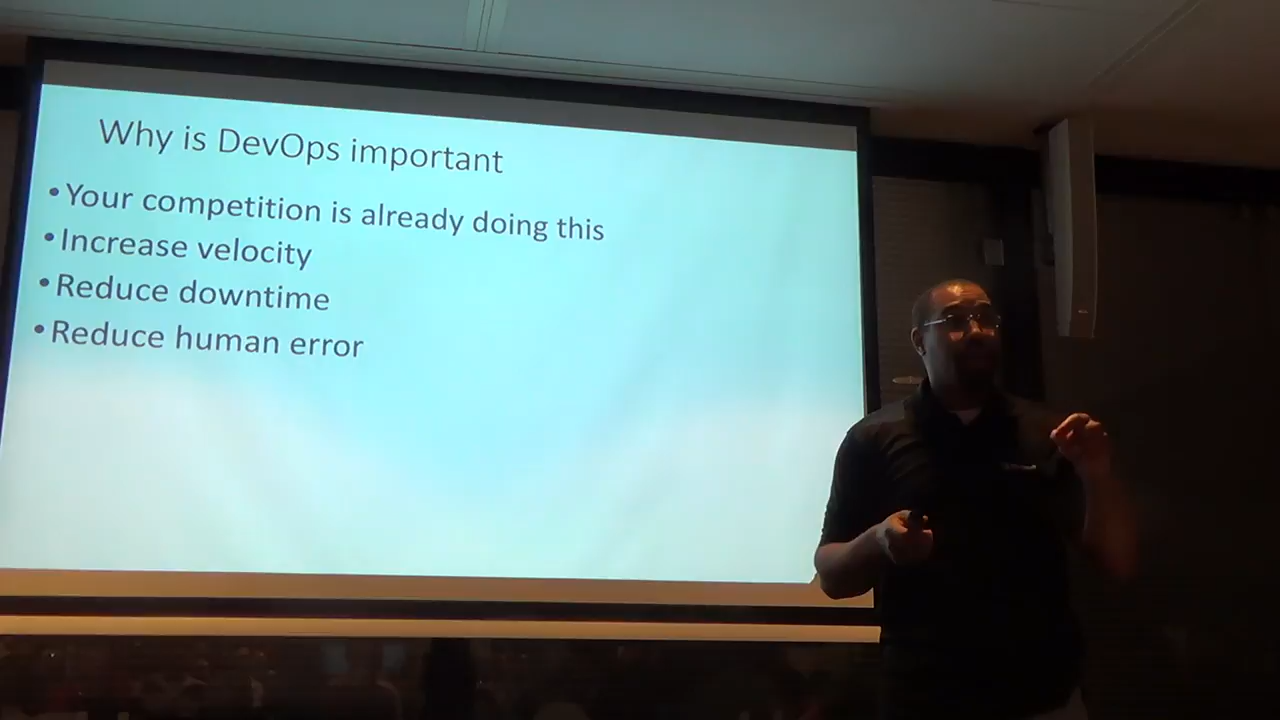 Why is DevOps important
•Your competition is already doing this
•Increase velocity
•Reduce downtime
•Reduce human error